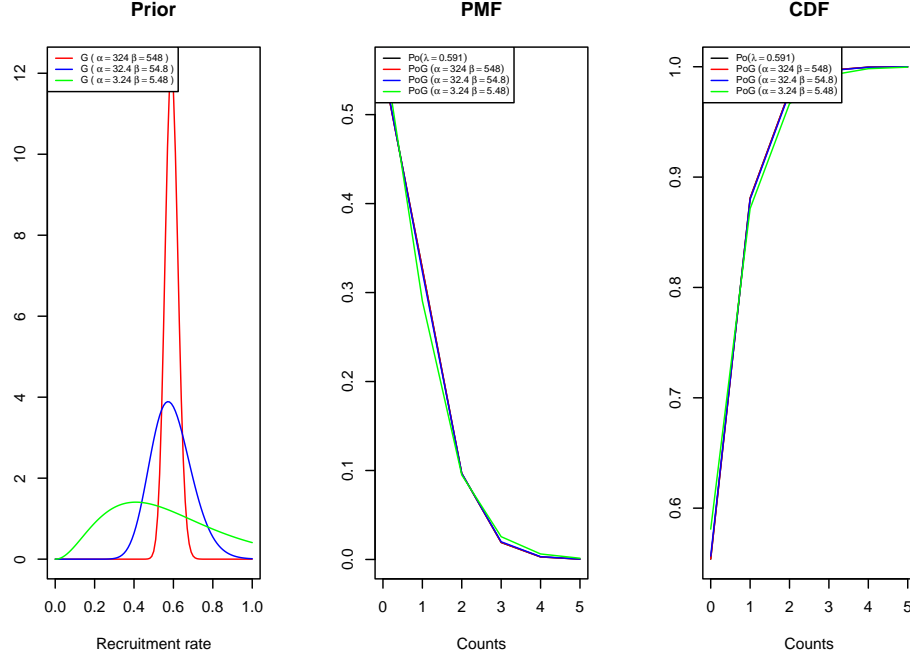 Prior
G ( α = 324 β = 548)
G ( α = 32.4 β = 54.8)
G ( α = 3.24 β = 5.48)
0
2
4
6
8
10
12
0.0 0.2 0.4 0.6 0.8 1.0
Recruitment rate
PMF
Po(λ = 0.591)
PoG ( α = 324 β = 548)
PoG ( α = 32.4 β = 54.8)
PoG ( α = 3.24 β = 5.48)
0.0
0.1
0.2
0.3
0.4
0.5
0 1 2 3 4 5
Counts
CDF
Po(λ = 0.591)
PoG ( α = 324 β = 548)
PoG ( α = 32.4 β = 54.8)
PoG ( α = 3.24 β = 5.48)
0.6
0.7
0.8
0.9
1.0
0 1 2 3 4 5
Counts